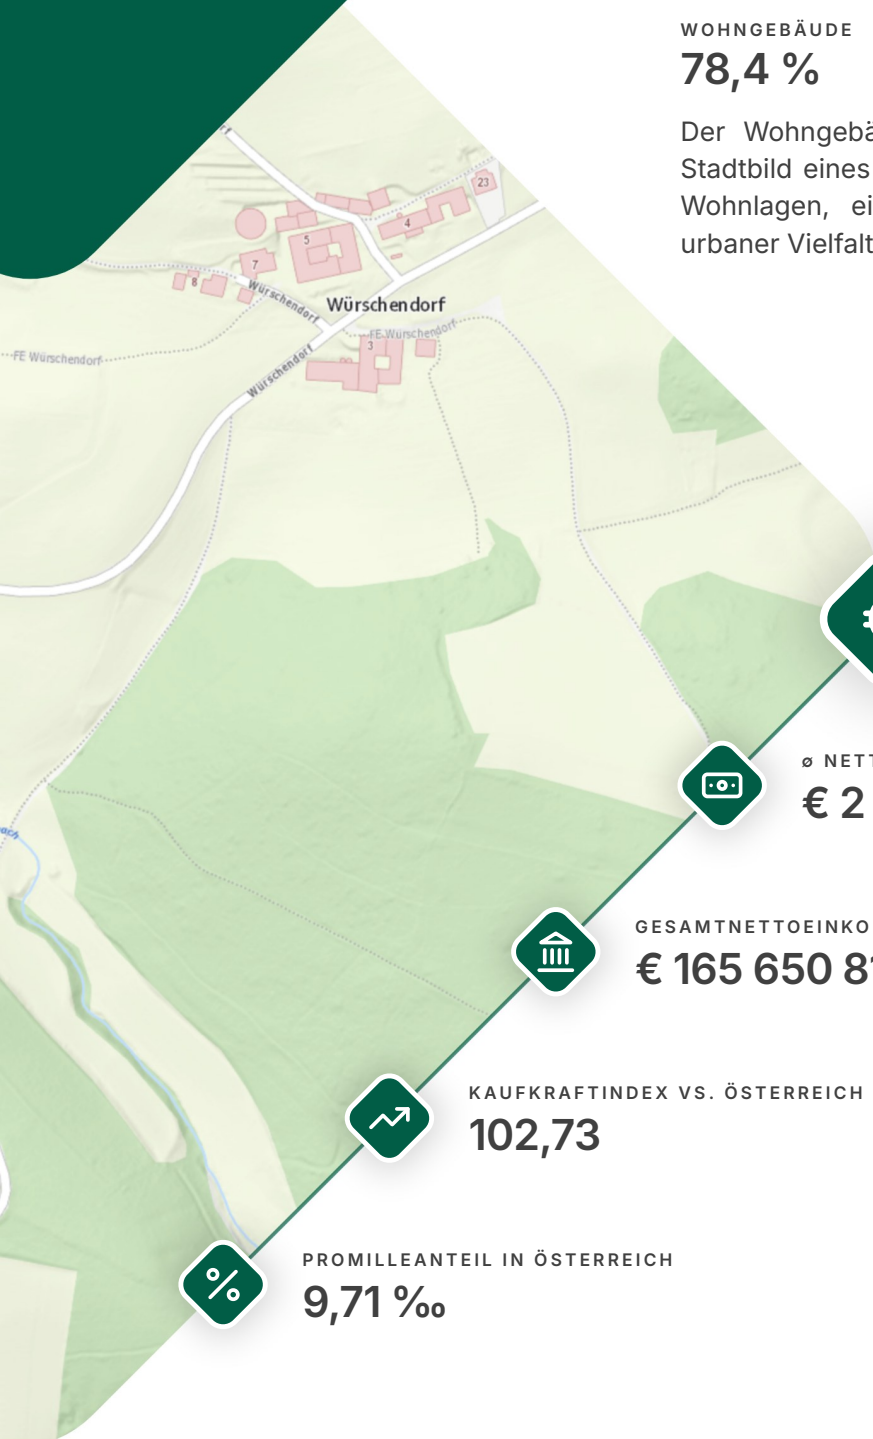 WOHNGEBÄUDE
78,4 %
Der Wohngebä
Stadtbild eines
Wohnlagen, ei
urbaner Vielfalt
23
4
5
7
8
Würschendorf
Würschendorf
FE Würschendorf
3
FE Würschendorf
Würschendorf
ø NETT
€ 2
GESAMTNETTOEINKO
€ 165 650 81
KAUFKRAFTINDEX VS. ÖSTERREICH
102,73
PROMILLEANTEIL IN ÖSTERREICH
9,71 ‰